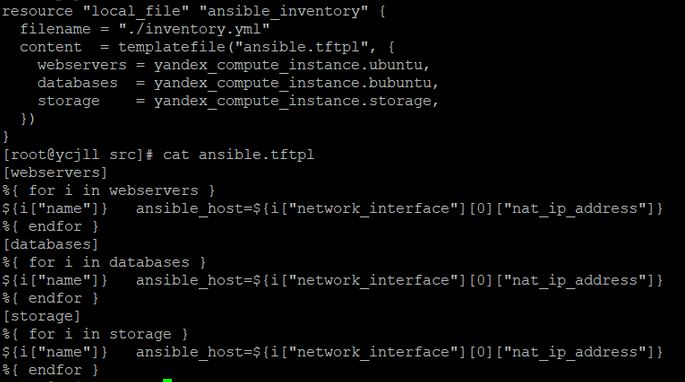 resource "local_file" "ansible_inventory" {
  filename = "./inventory.yml"
  content  = templatefile("ansible.tftpl", {
    webservers = yandex_compute_instance.ubuntu,
    databases  = yandex_compute_instance.bubuntu,
    storage    = yandex_compute_instance.storage,
  })
}
[root@ycjll src]# cat ansible.tftpl
[webservers]
%{ for i in webservers }
${i["name"]}   ansible_host=${i["network_interface"][0]["nat_ip_address"]}
%{ endfor }
[databases]
%{ for i in databases }
${i["name"]}   ansible_host=${i["network_interface"][0]["nat_ip_address"]}
%{ endfor }
[storage]
%{ for i in storage }
${i["name"]}   ansible_host=${i["network_interface"][0]["nat_ip_address"]}
%{ endfor }